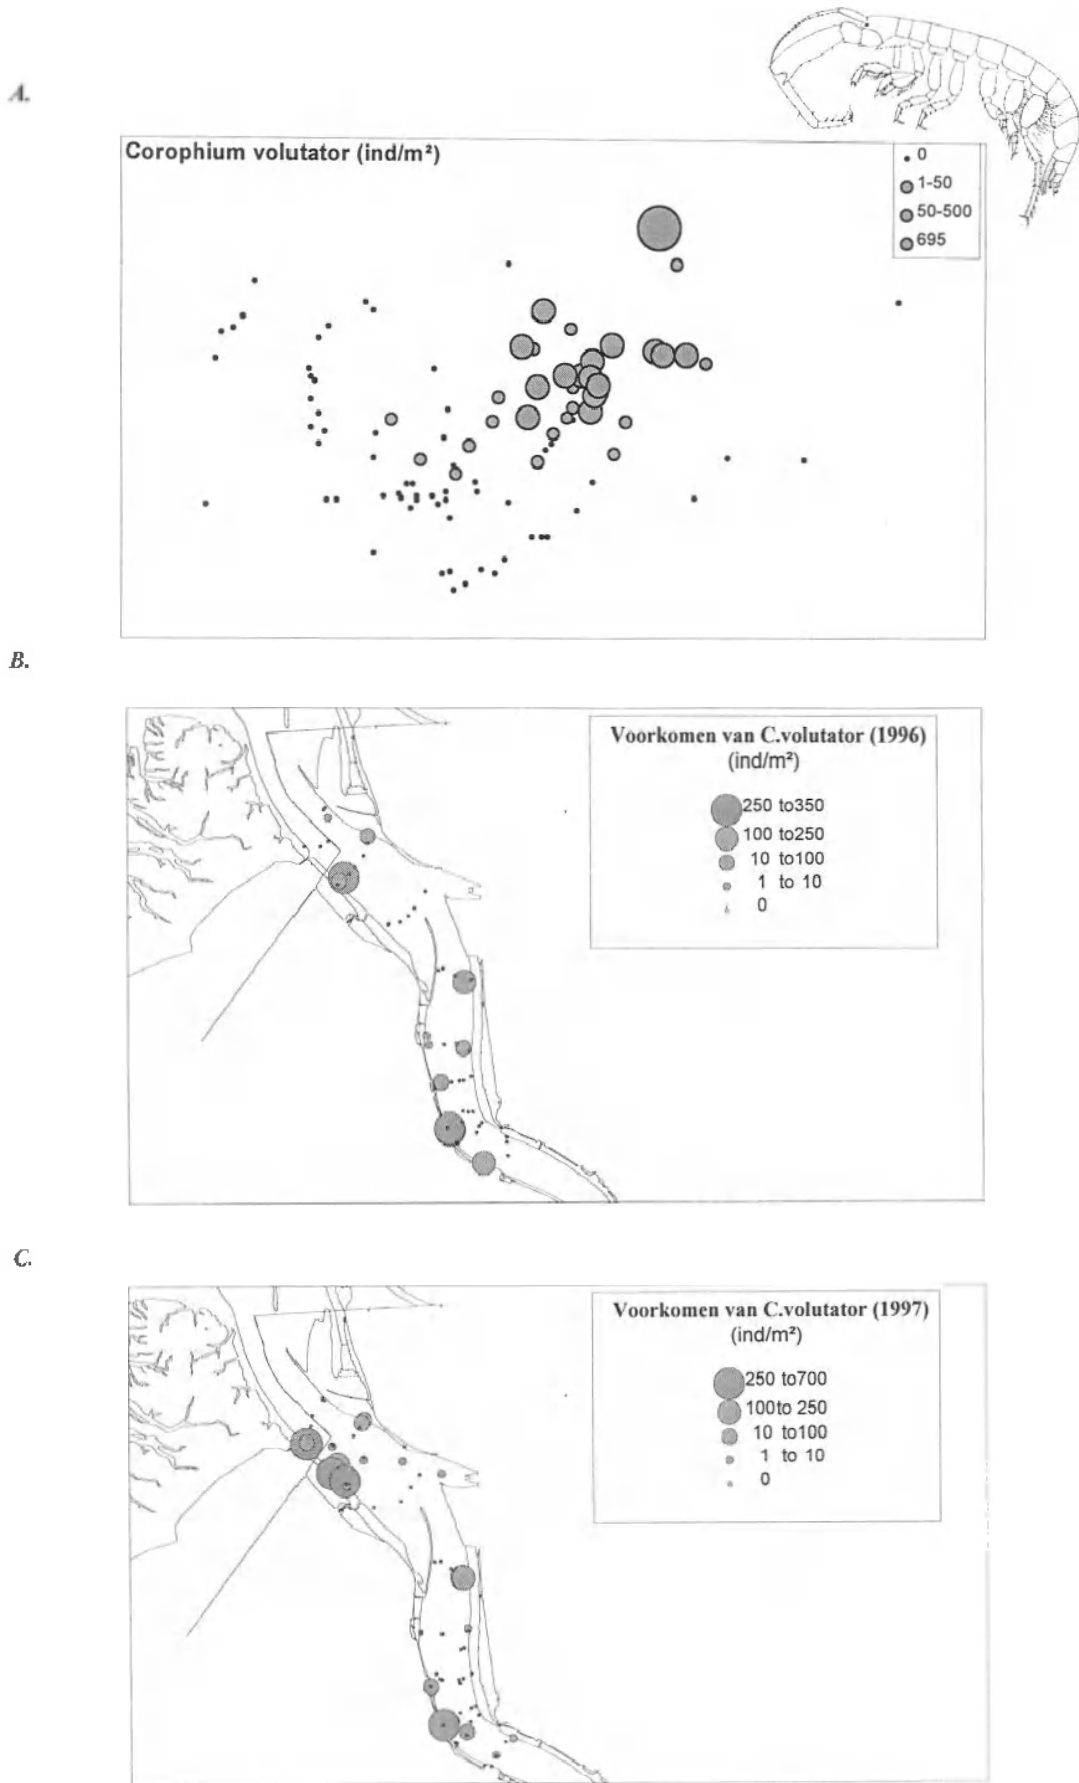 A.
Corophium volutator (ind/m²)
0
1-50
50-500
695
B.
Voorkomen van C.volutator (1996)
(ind/m²)
250 to350
100 to250
10 to100
1 to 10
0
C.
Voorkomen van C.volutator (1997)
(ind/m²)
250 to700
100to 250
10 to100
1 to 10
0